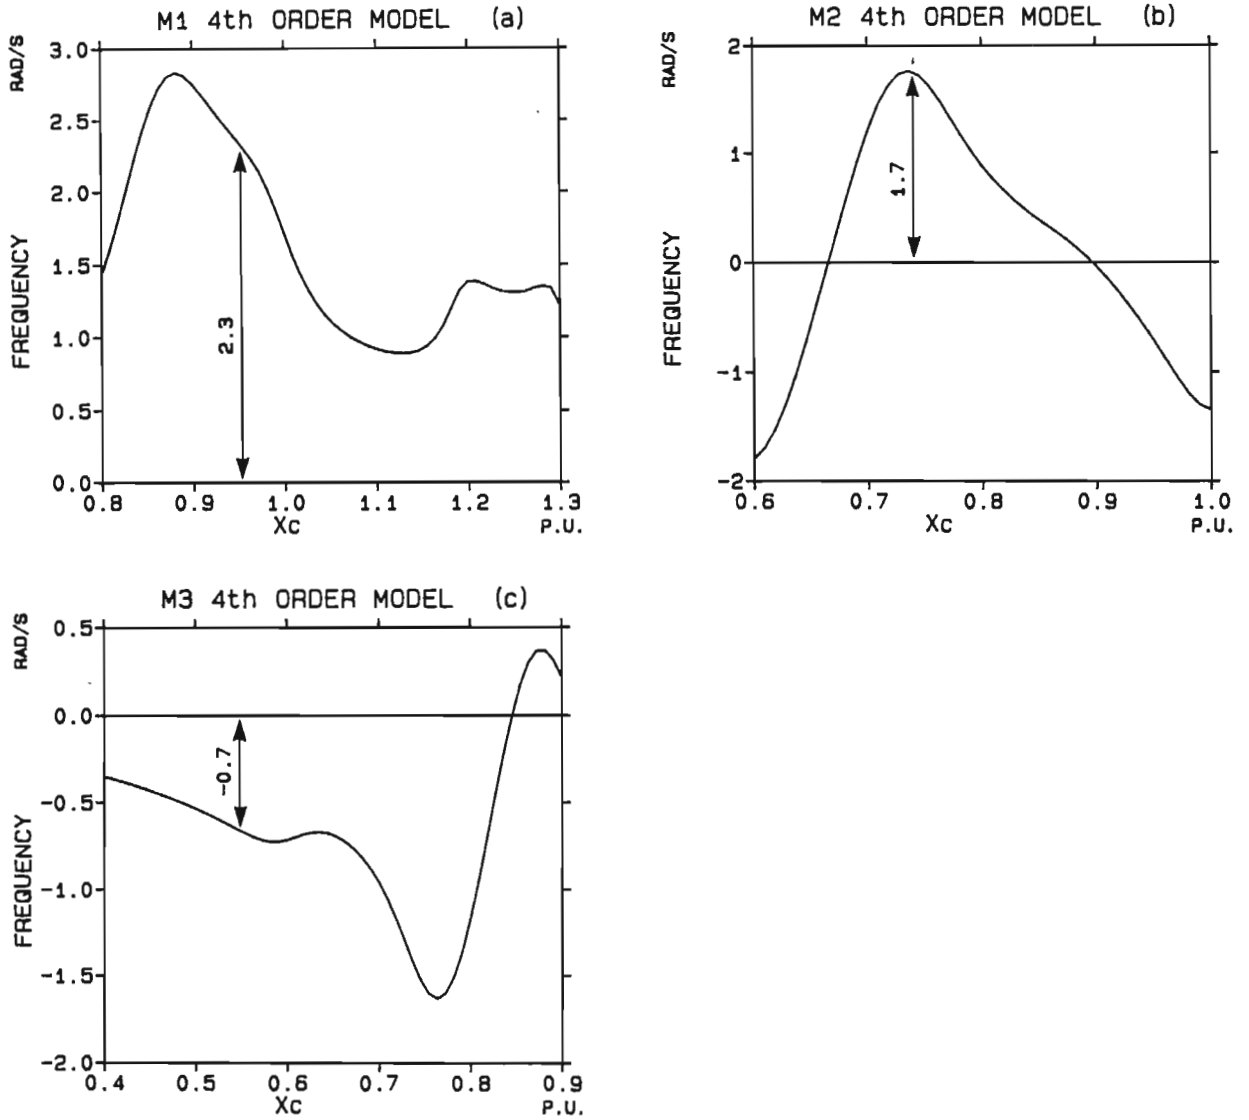 M1 4th ORDER MODEL (a)
RAD/S
FREQUENCY
3.0
2.5
2.0
1.5
1.0
0.5
0.0
2.3
0.8 0.9 1.0 1.1 1.2 1.3
Xc P.U.
M2 4th ORDER MODEL (b)
RAD/S
FREQUENCY
2
1
0
-1
-2
1.7
0.6 0.7 0.8 0.9 1.0
Xc P.U.
M3 4th ORDER MODEL (c)
RAD/S
FREQUENCY
0.5
0.0
-0.5
-1.0
-1.5
-2.0
-0.7
0.4 0.5 0.6 0.7 0.8 0.9
Xc P.U.